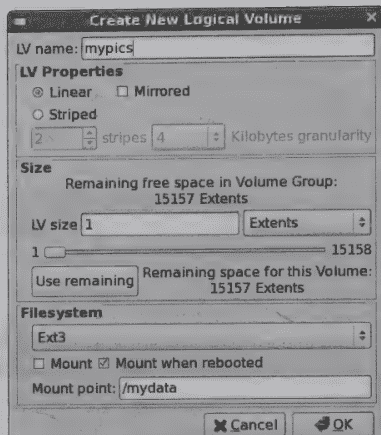 Create New Logical Volume
LV name: mypics
LV Properties
Linear Mirrored
Striped
2 stripes 4 Kilobytes granularity
Size
Remaining free space in Volume Group:
15157 Extents
LV size 1 Extents
1 15158
Use remaining Remaining space for this Volume:
15157 Extents
Filesystem
Ext3
Mount Mount when rebooted
Mount point: /mydata
Cancel OK